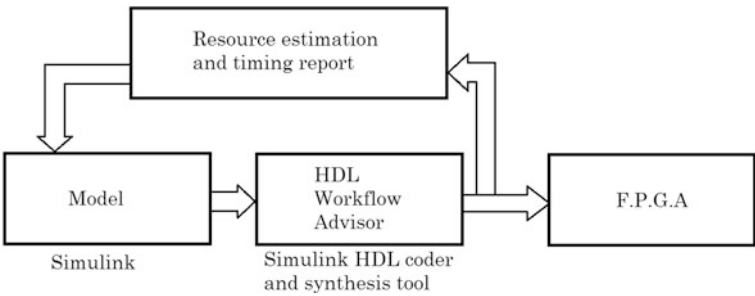 Resource estimation
and timing report
Model
HDL
Workflow
Advisor
F.P.G.A
Simulink
Simulink HDL coder
and synthesis tool